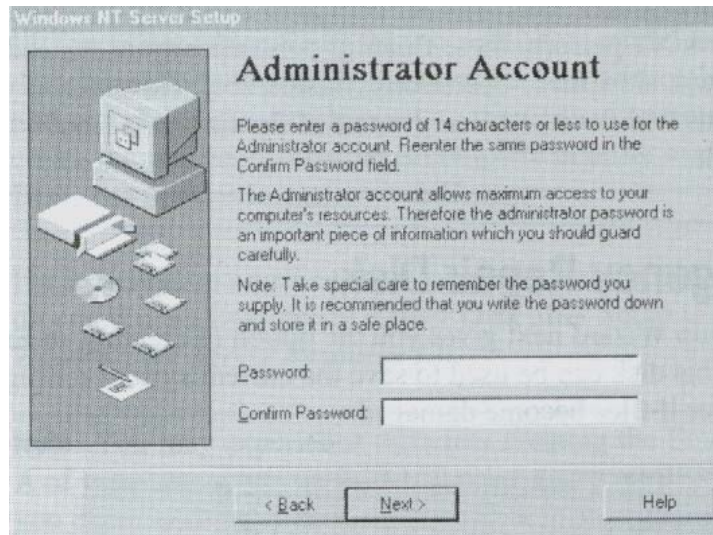 Windows NT Server Setup
Administrator Account
Please enter a password of 14 characters or less to use for the
Administrator account. Reenter the same password in the
Confirm Password field.
The Administrator account allows maximum access to your
computer's resources. Therefore the administrator password is
an important piece of information which you should guard
carefully.
Note: Take special care to remember the password you
supply. It is recommended that you write the password down
and store it in a safe place.
Password:
Confirm Password:
< Back
Next >
Help